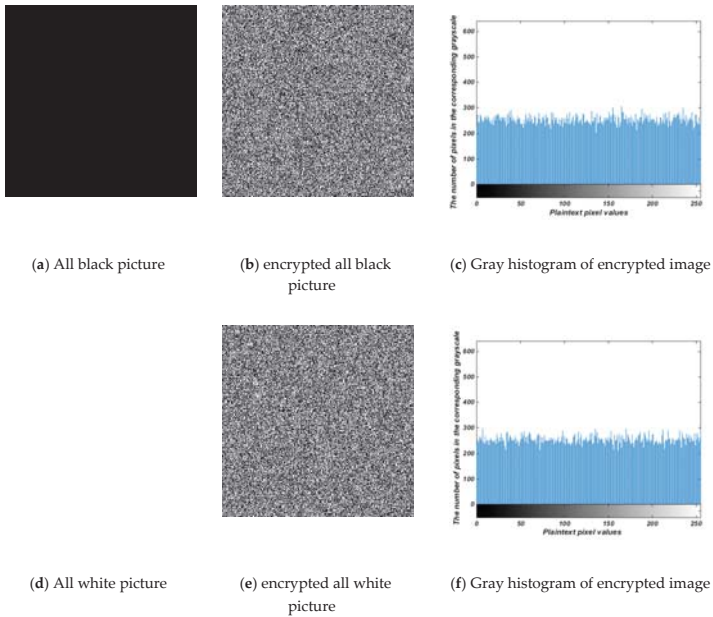 The number of pixels in the corresponding grayscale
600
500
400
300
200
100
0
0 50 100 150 200 250
Plaintext pixel values
(a) All black picture
(b) encrypted all black
picture
(c) Gray histogram of encrypted image
The number of pixels in the corresponding grayscale
600
500
400
300
200
100
0
0 50 100 150 200 250
Plaintext pixel values
(d) All white picture
(e) encrypted all white
picture
(f) Gray histogram of encrypted image